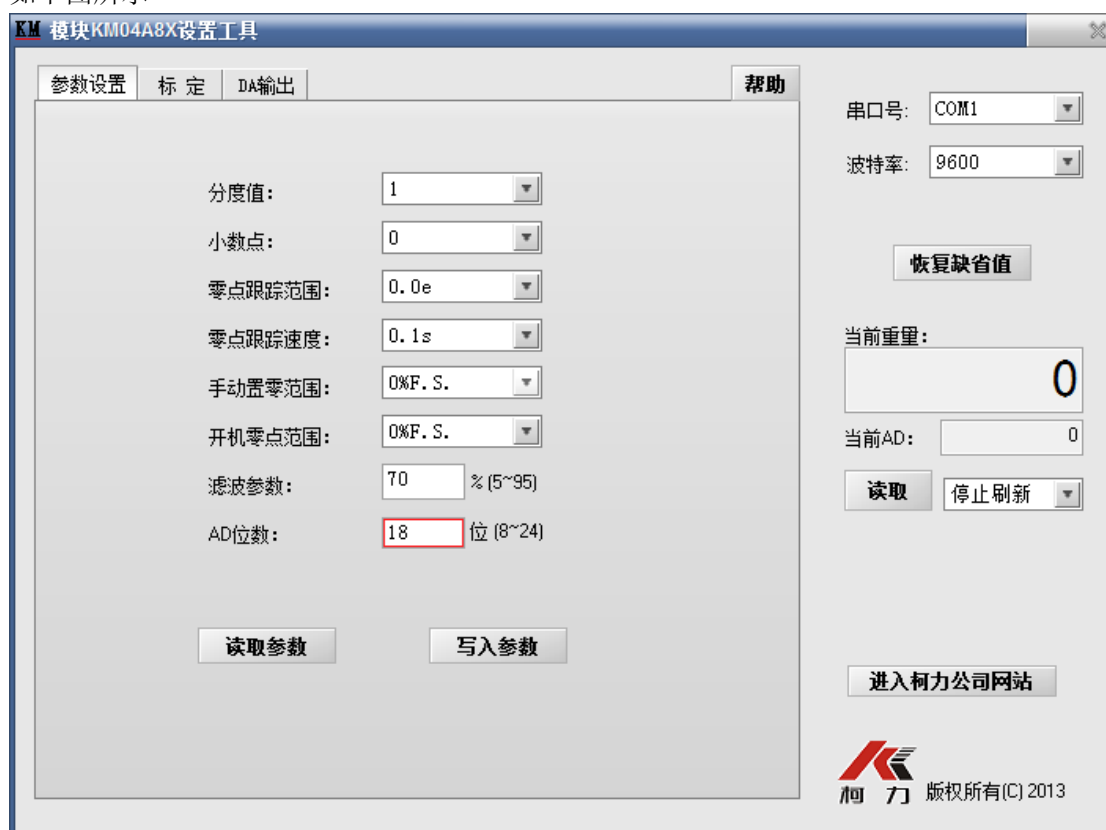 KM 模块KM04A8X设置工具
参数设置 标 定 DA输出 帮助
分度值: 1
小数点: 0
零点跟踪范围: 0.0e
零点跟踪速度: 0.1s
手动置零范围: 0%F.S.
开机零点范围: 0%F.S.
滤波参数: 70 % (5~95)
AD位数: 18 位 (8~24)
读取参数 写入参数
串口号: COM1
波特率: 9600
恢复缺省值
当前重量:
0
当前AD: 0
读取 停止刷新
进入柯力公司网站
柯 力 版权所有(C) 2013